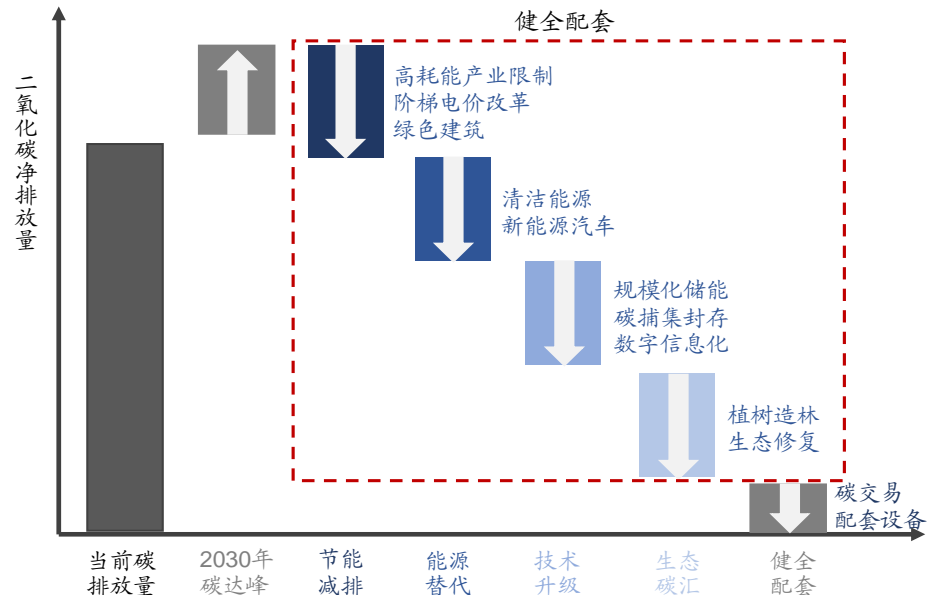 健全配套
二氧化碳净排放量
高耗能产业限制
阶梯电价改革
绿色建筑
清洁能源
新能源汽车
规模化储能
碳捕集封存
数字信息化
植树造林
生态修复
碳交易
配套设备
当前碳
排放量
2030年
碳达峰
节能
减排
能源
替代
技术
升级
生态
碳汇
健全
配套